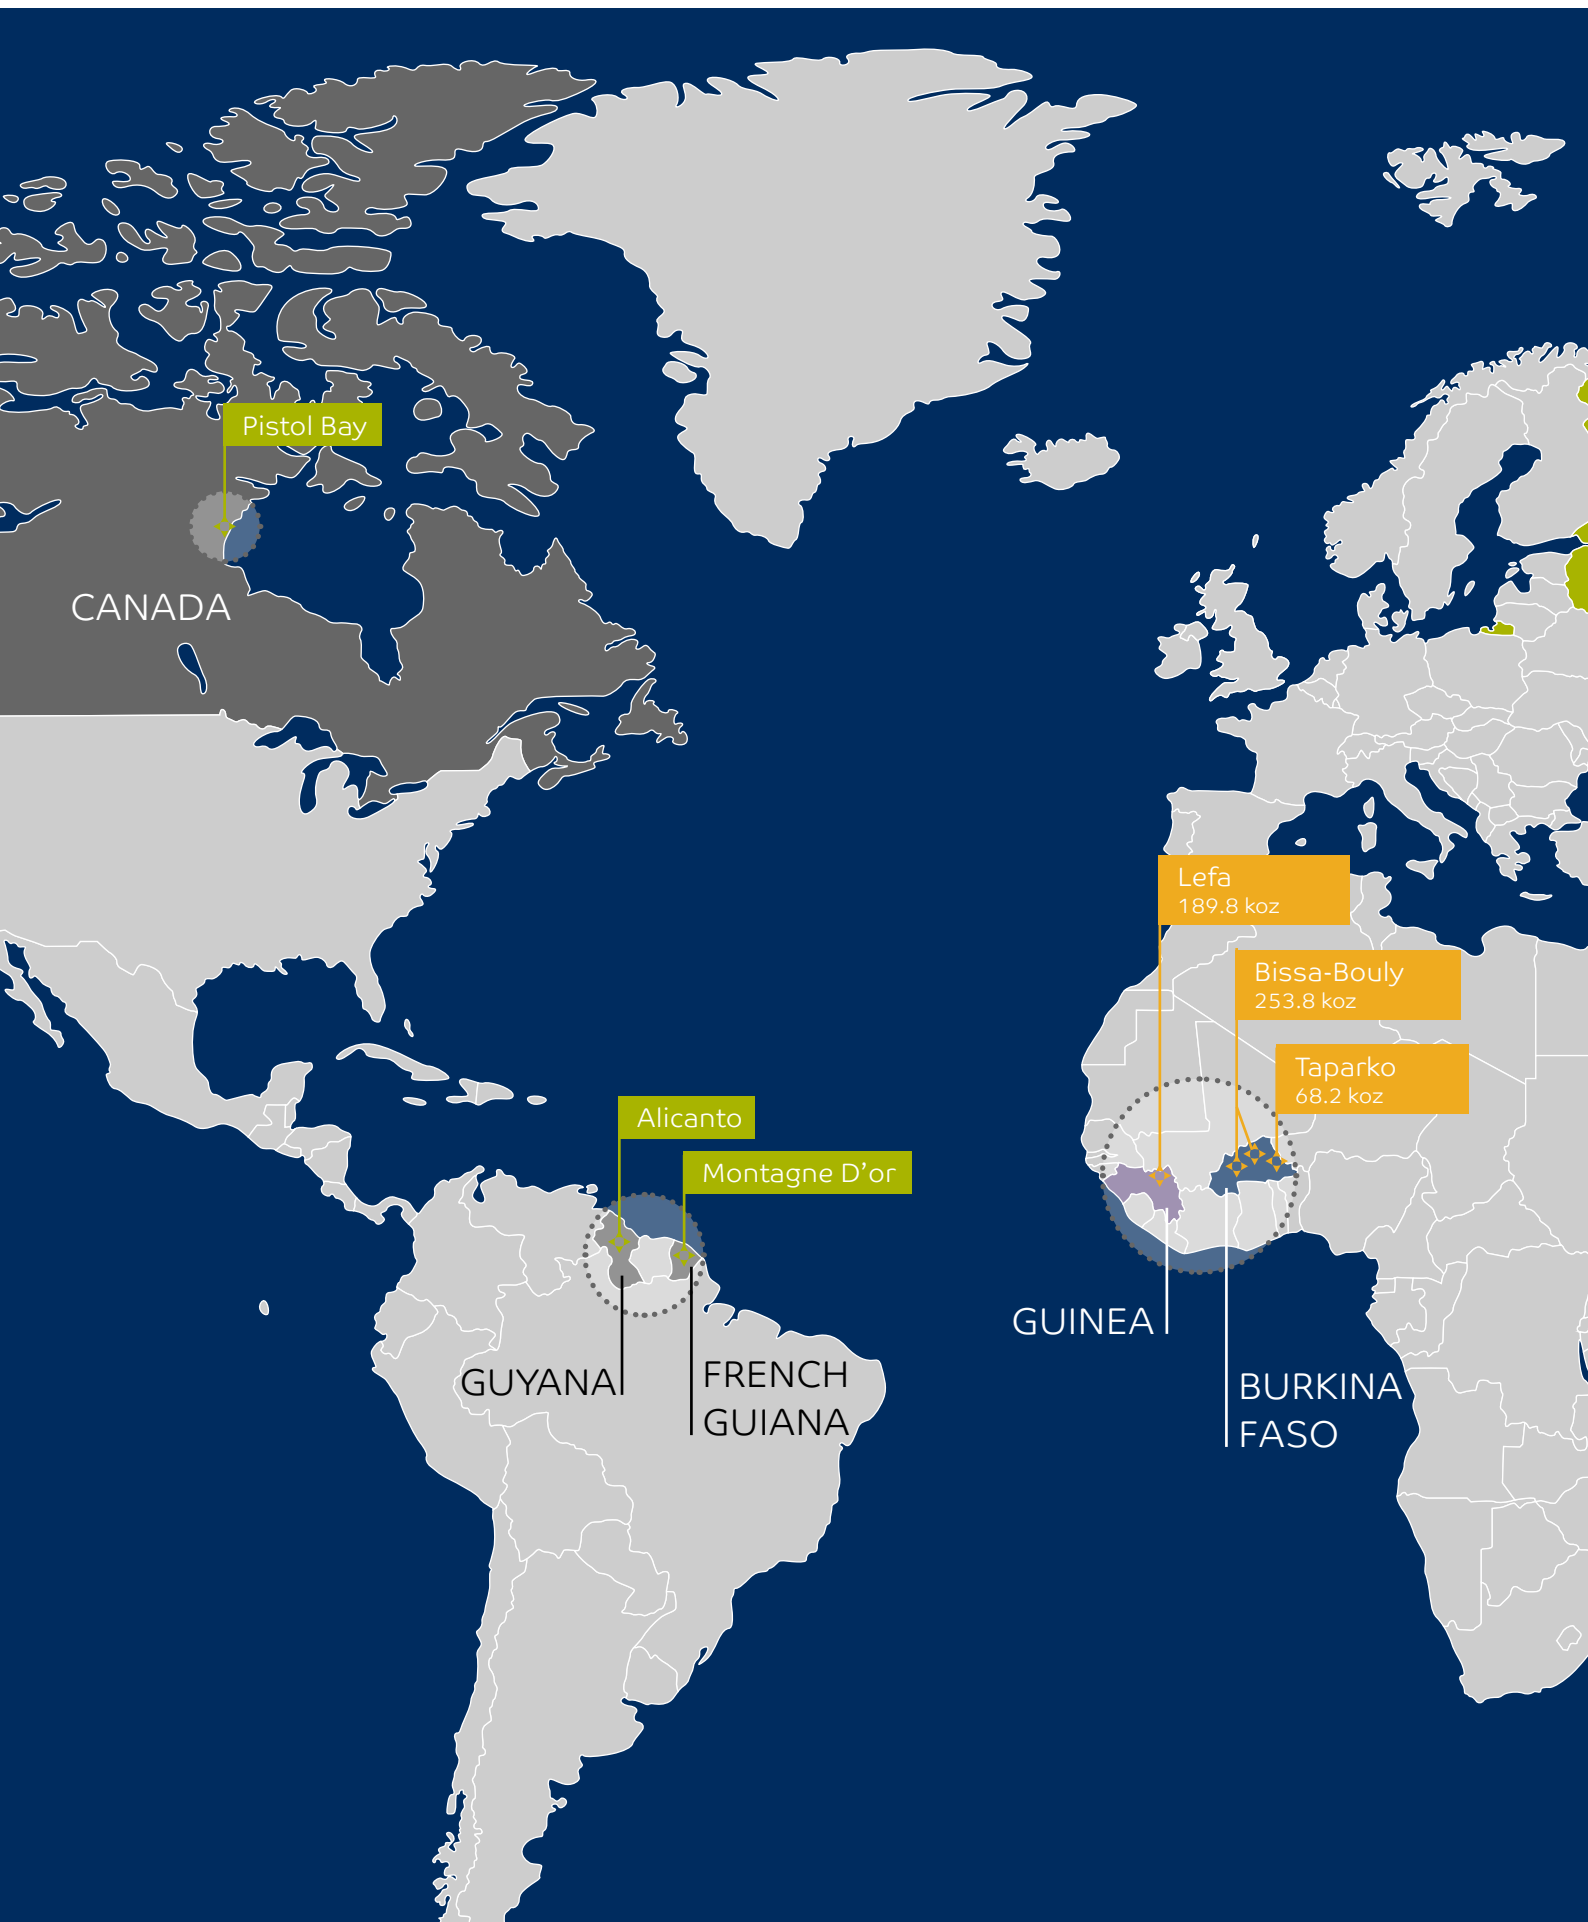 Pistol Bay
CANADA
Lefa
189.8 koz
Bissa-Bouly
253.8 koz
Taparko
68.2 koz
Alicanto
Montagne D’or
GUINEA
GUYANA
FRENCH
GUIANA
BURKINA
FASO